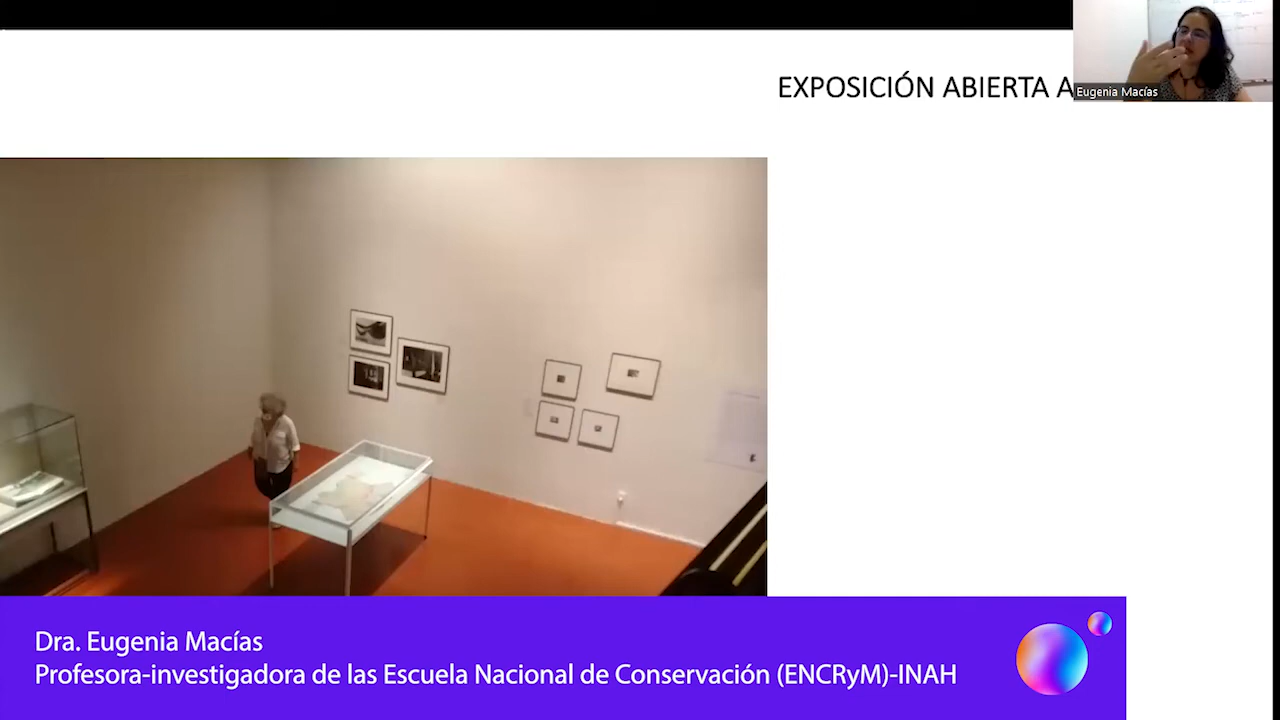 EXPOSICIÓN ABIERTA A
Eugenia Macías
Dra. Eugenia Macías
Profesora-investigadora de las Escuela Nacional de Conservación (ENCRyM)-INAH